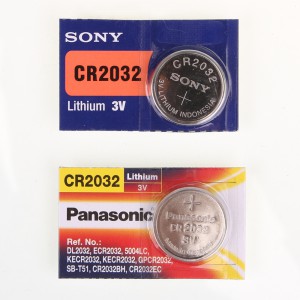 SONY
CR2032
Lithium 3V
CR2032
SONY
+
3V LITHIUM INDONESIA
CR2032 Lithium
3V
Panasonic
Ref. No.:
DL2032, ECR2032, 5004LC,
KECR2032, KECR2032, GPCR2032,
SB-T51, CR2032BH, CR2032EC
Panasonic
CR2032
3V